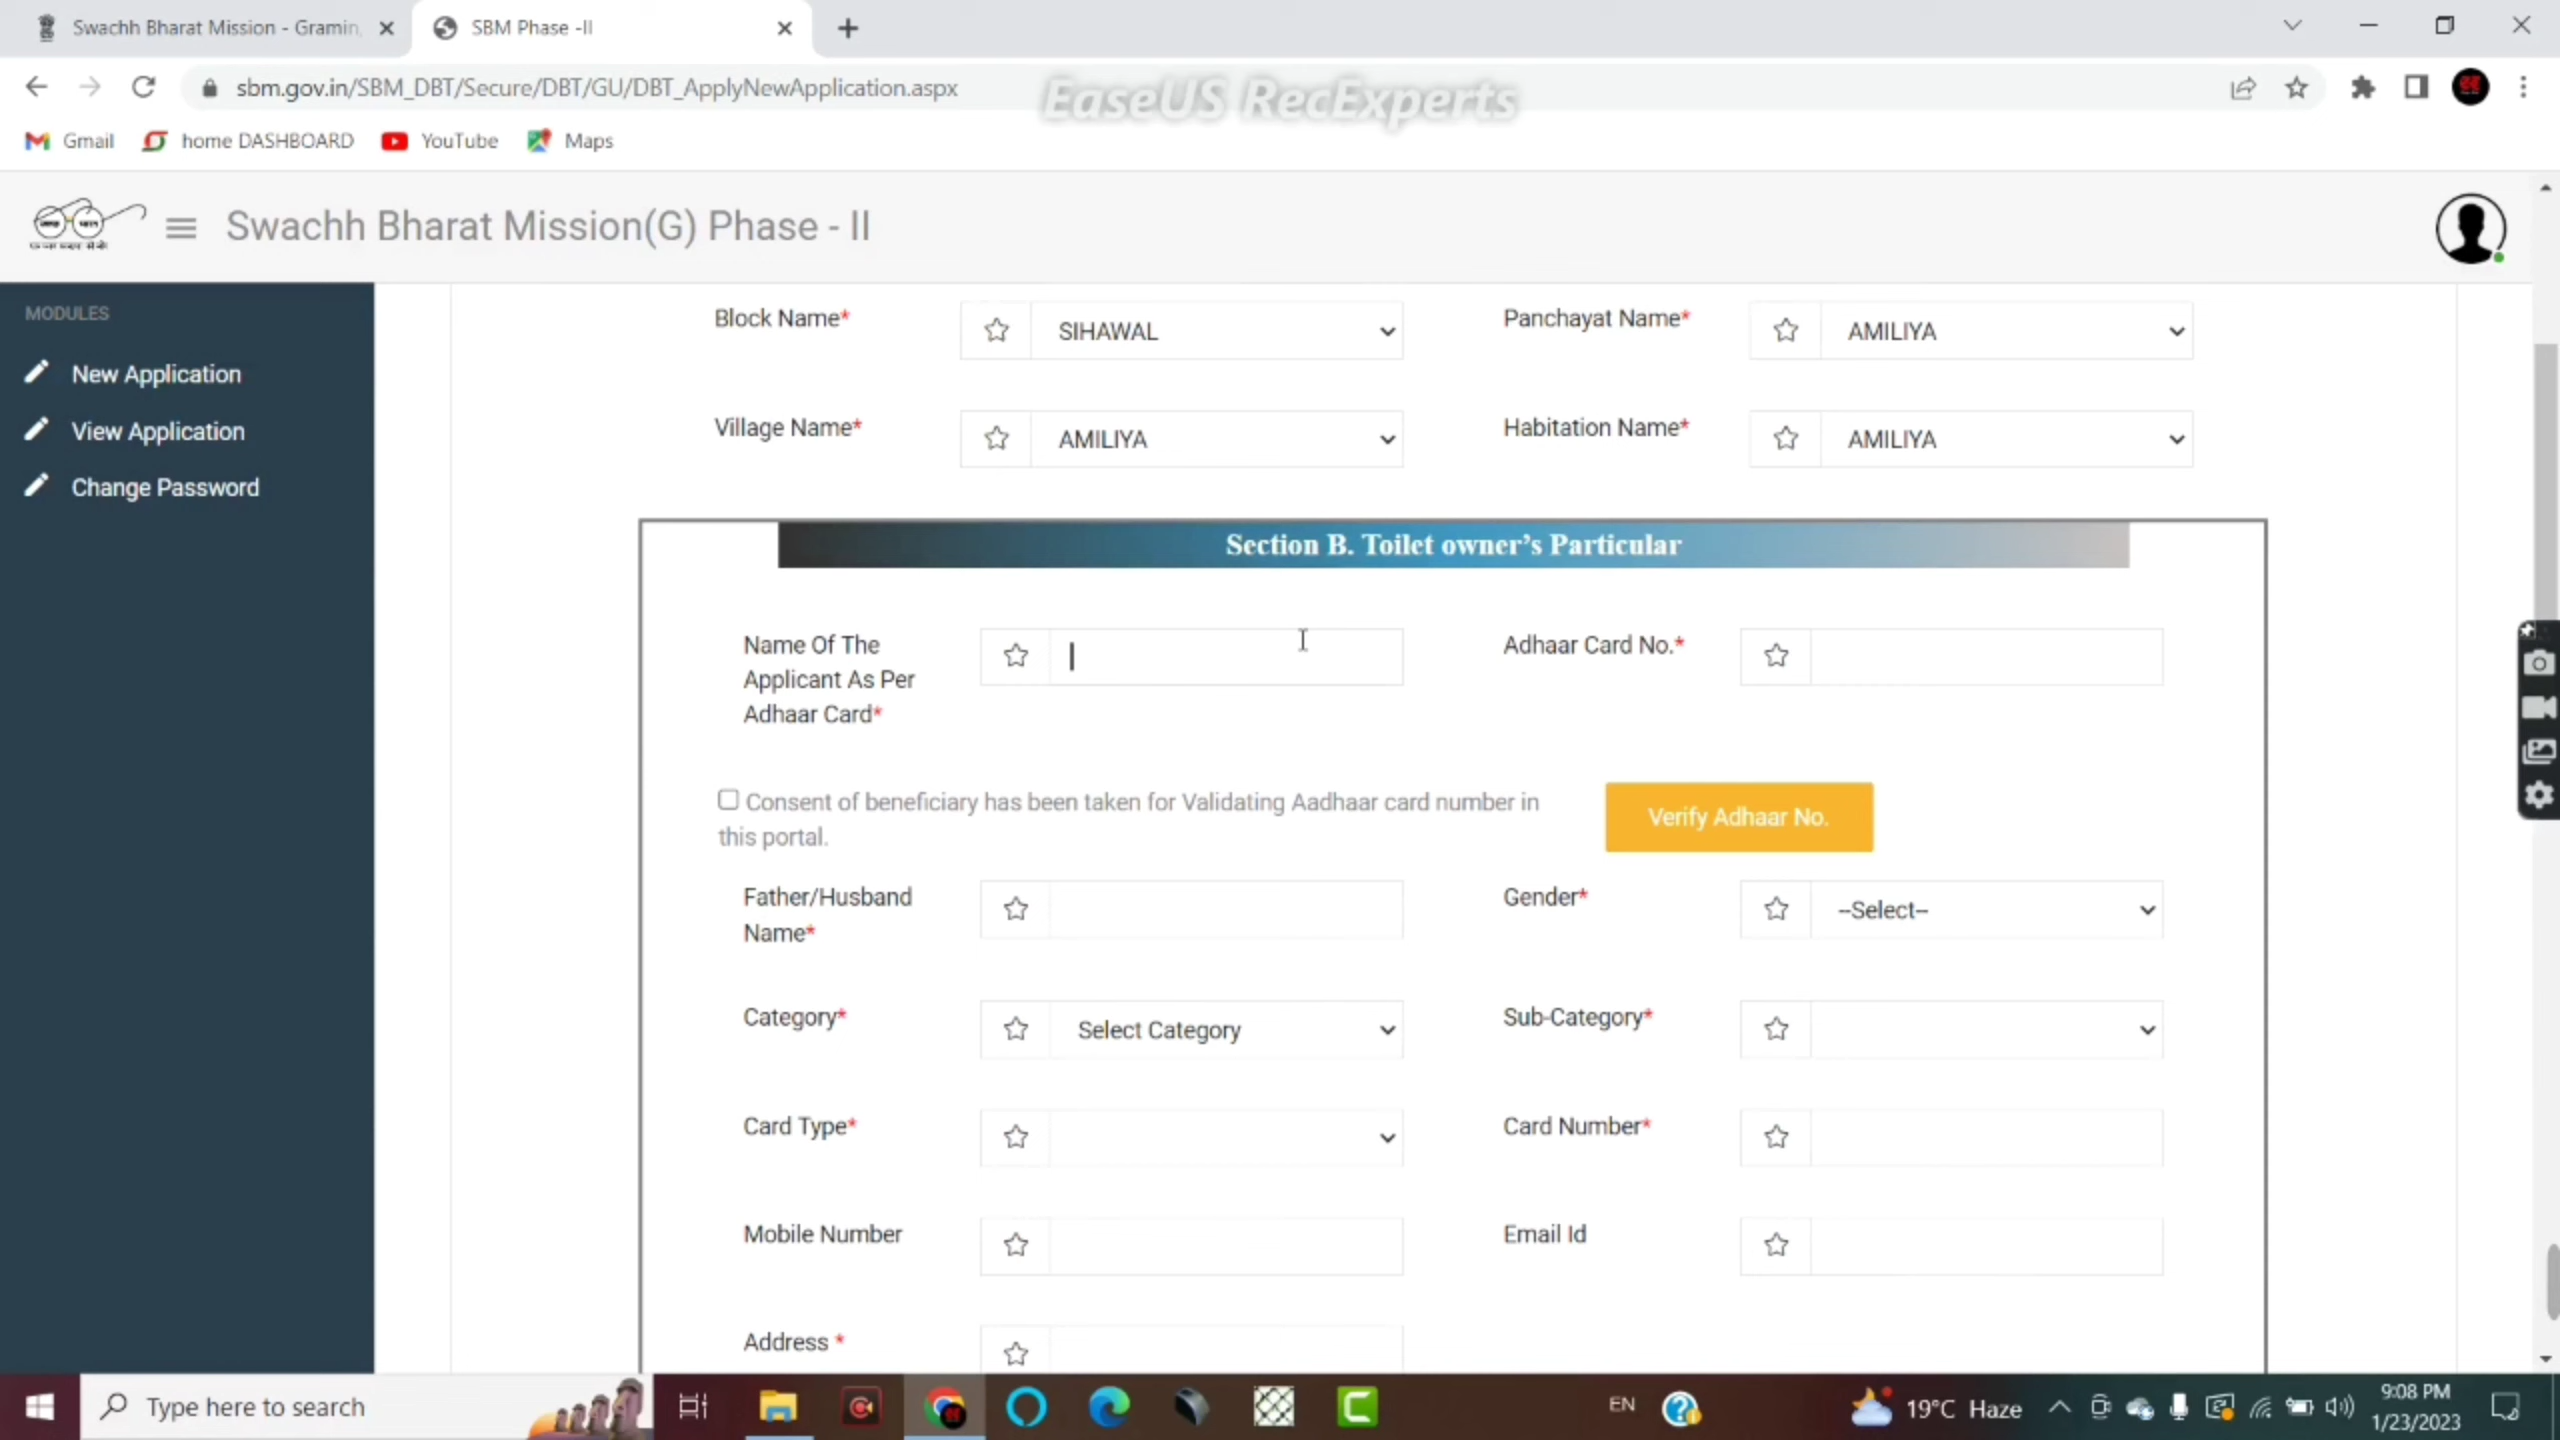 Swachh Bharat Mission - Gramin,
SBM Phase -II
sbm.gov.in/SBM_DBT/Secure/DBT/GU/DBT_ApplyNewApplication.aspx
EaseUS RecExperts
Gmail
home DASHBOARD
YouTube
Maps
Swachh Bharat Mission(G) Phase - II
MODULES
New Application
View Application
Change Password
Block Name*
SIHAWAL
Panchayat Name*
AMILIYA
Village Name*
AMILIYA
Habitation Name*
AMILIYA
Section B. Toilet owner's Particular
Name Of The
Applicant As Per
Adhaar Card*
Adhaar Card No.*
Consent of beneficiary has been taken for Validating Aadhaar card number in
this portal.
Verify Adhaar No.
Father/Husband
Name*
Gender*
--Select--
Category*
Select Category
Sub-Category*
Card Type*
Card Number*
Mobile Number
Email Id
Address *
Type here to search
EN
19°C Haze
9:08 PM
1/23/2023